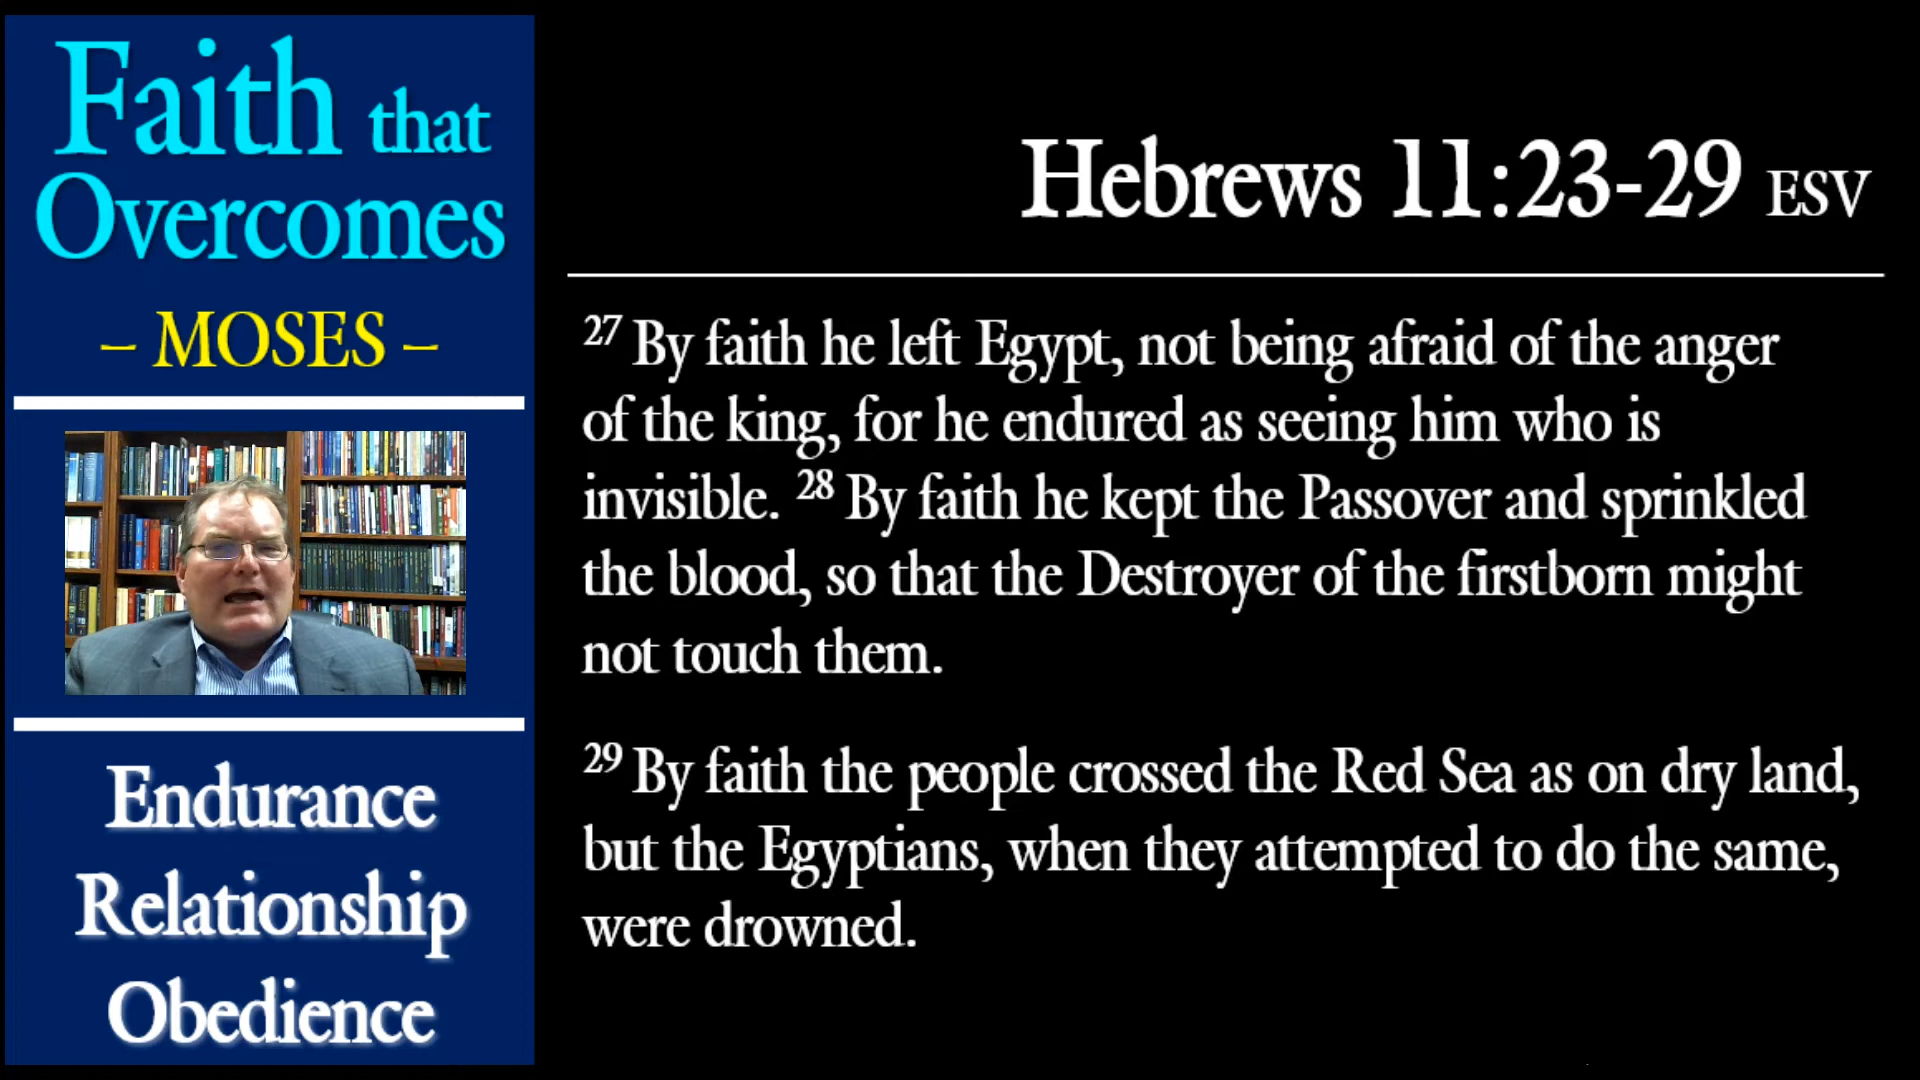 Faith that
Overcomes
– MOSES –
Endurance
Relationship
Obedience
Hebrews 11:23-29 ESV
27 By faith he left Egypt, not being afraid of the anger
of the king, for he endured as seeing him who is
invisible. 28 By faith he kept the Passover and sprinkled
the blood, so that the Destroyer of the firstborn might
not touch them.
29 By faith the people crossed the Red Sea as on dry land,
but the Egyptians, when they attempted to do the same,
were drowned.